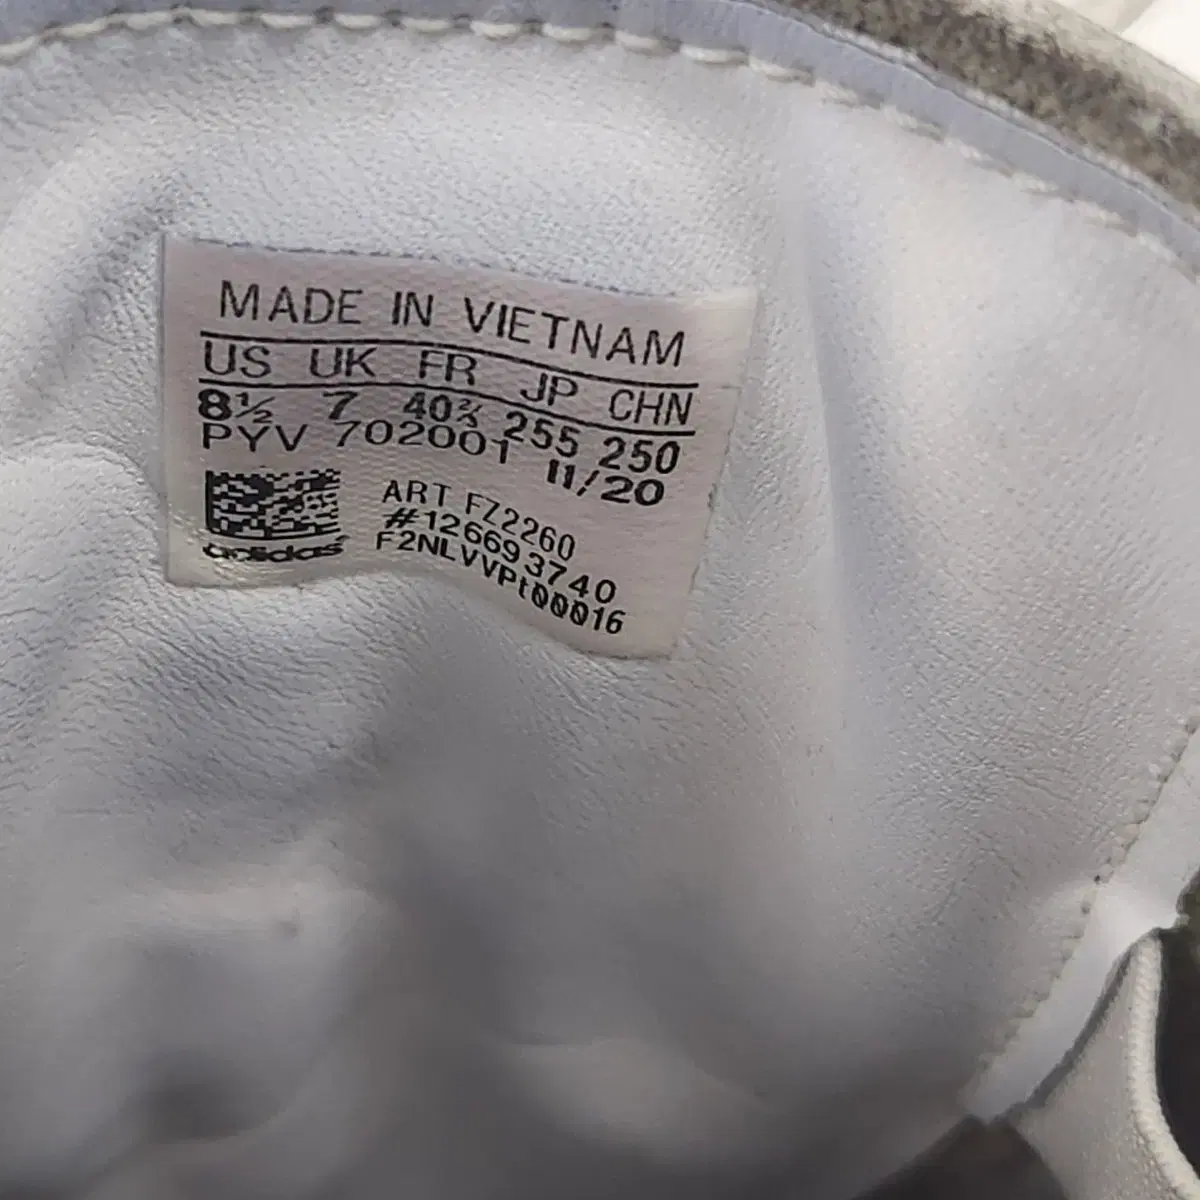 MADE IN VIETNAM
US UK FR JP CHN
8½ 7 40⅔ 255 250
PYV 702001 11/20
ART FZ2260
#126693740
F2NLVVPt00016
adidas